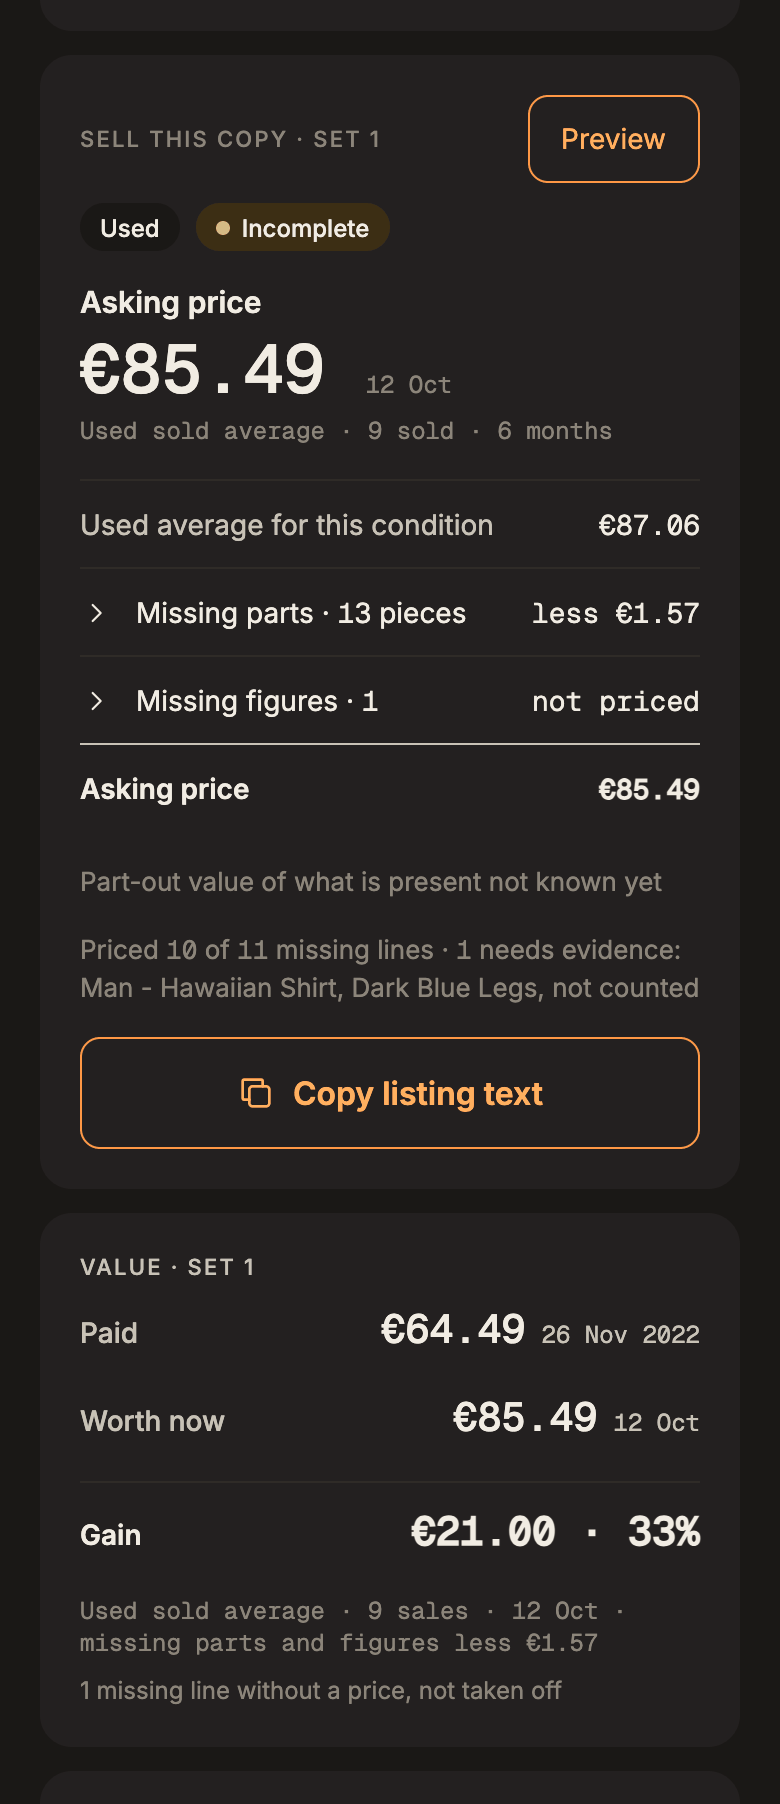 SELL THIS COPY · SET 1
Preview
Used
Incomplete
Asking price
€85.49 12 Oct
Used sold average · 9 sold · 6 months
Used average for this condition €87.06
Missing parts · 13 pieces less €1.57
Missing figures · 1 not priced
Asking price €85.49
Part-out value of what is present not known yet
Priced 10 of 11 missing lines · 1 needs evidence:
Man - Hawaiian Shirt, Dark Blue Legs, not counted
Copy listing text
VALUE · SET 1
Paid €64.49 26 Nov 2022
Worth now €85.49 12 Oct
Gain €21.00 · 33%
Used sold average · 9 sales · 12 Oct ·
missing parts and figures less €1.57
1 missing line without a price, not taken off